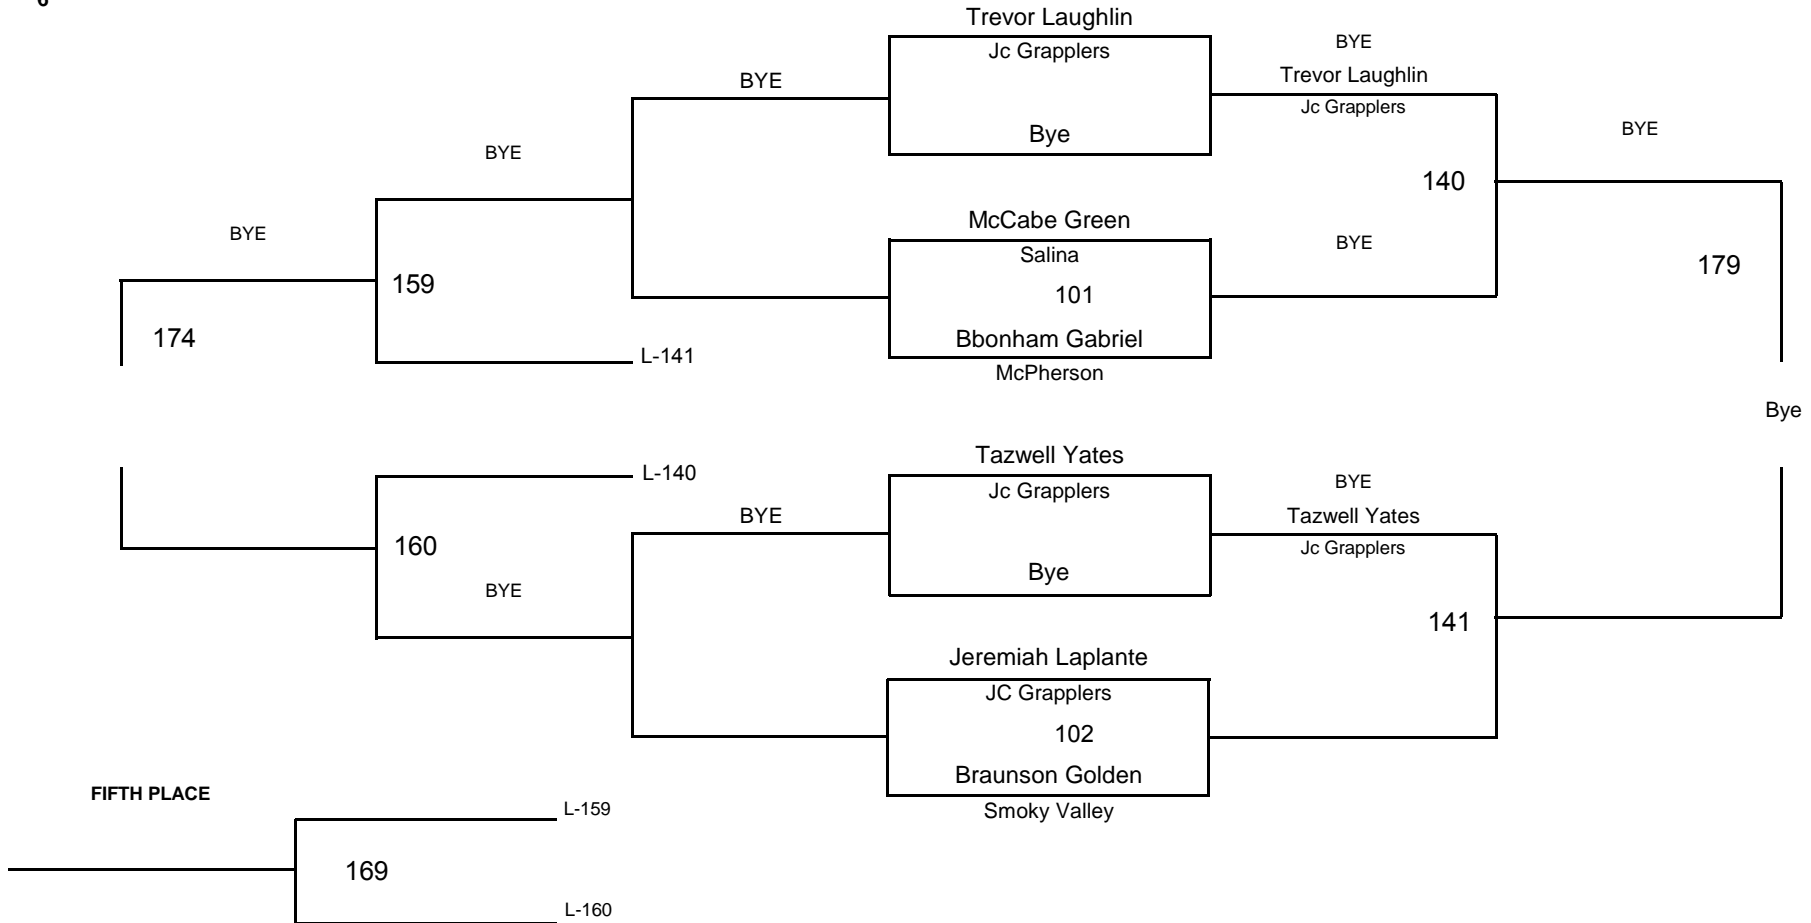 6
Trevor Laughlin
Jc Grapplers
BYE
BYE
Trevor Laughlin
Jc Grapplers
Bye
BYE
BYE
140
McCabe Green
BYE
BYE
Salina
179
159
101
174
Bbonham Gabriel
L-141
McPherson
Bye
Tazwell Yates
L-140
Jc Grapplers
BYE
BYE
Tazwell Yates
160
Jc Grapplers
Bye
BYE
141
Jeremiah Laplante
JC Grapplers
102
Braunson Golden
FIFTH PLACE
L-159
Smoky Valley
169
L-160